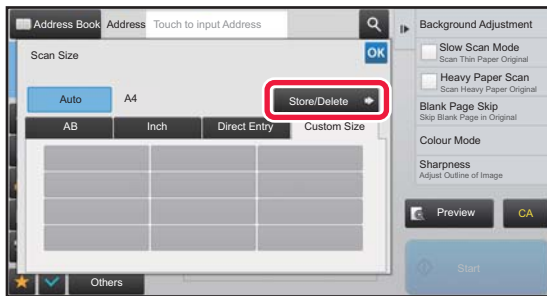 Address Book Address Touch to input Address
Scan Size
OK
Auto A4 Store/Delete
AB Inch Direct Entry Custom Size
Others
Background Adjustment
Slow Scan Mode
Scan Thin Paper Original
Heavy Paper Scan
Scan Heavy Paper Original
Blank Page Skip
Skip Blank Page in Original
Colour Mode
Sharpness
Adjust Outline of Image
Preview CA
Start